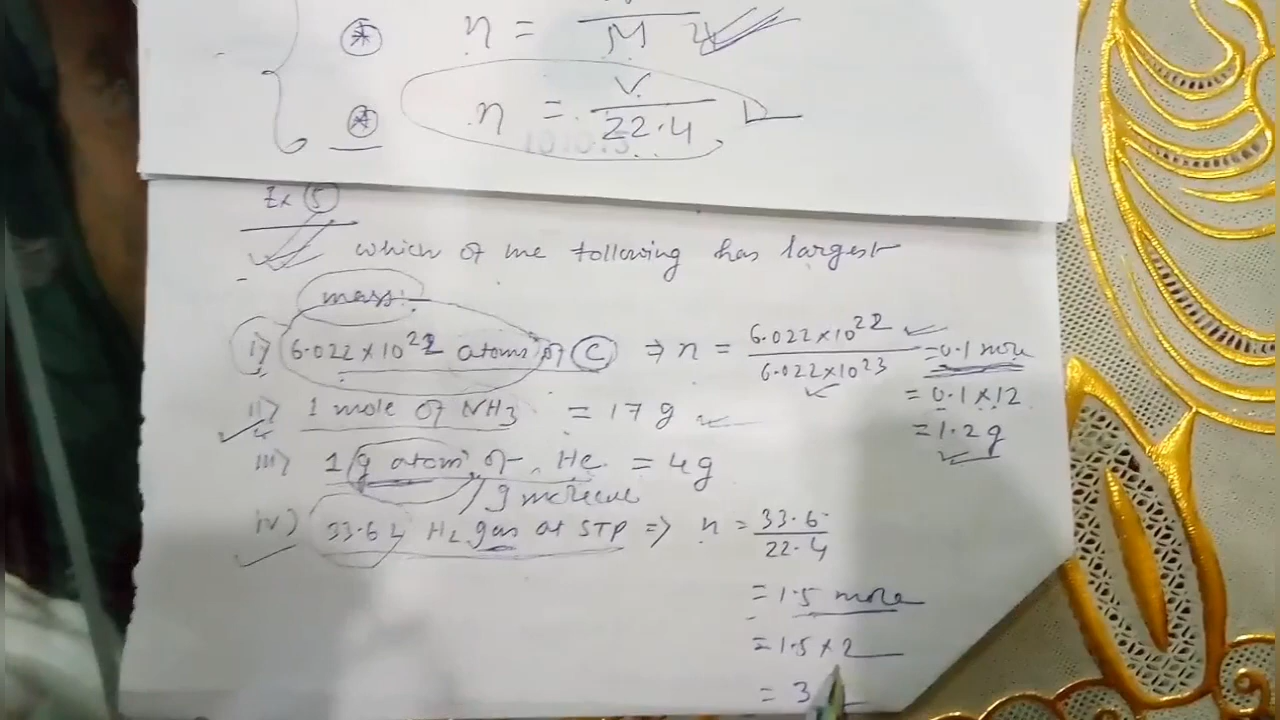 n = M
n = V / 22.4
Ex 5
which of the following has largest
mass:-
i) 6.022×10²² atoms of C ⇒ n = 6.022×10²² / 6.022×10²³ = 0.1 mole
= 0.1×12
ii) 1 mole of NH3 = 17 g
= 1.2g
iii) 1 g atom of He = 4g
/ g molecule
iv) 33.6 L H2 gas at STP ⇒ n = 33.6 / 22.4
= 1.5 mole
= 1.5×2
= 3